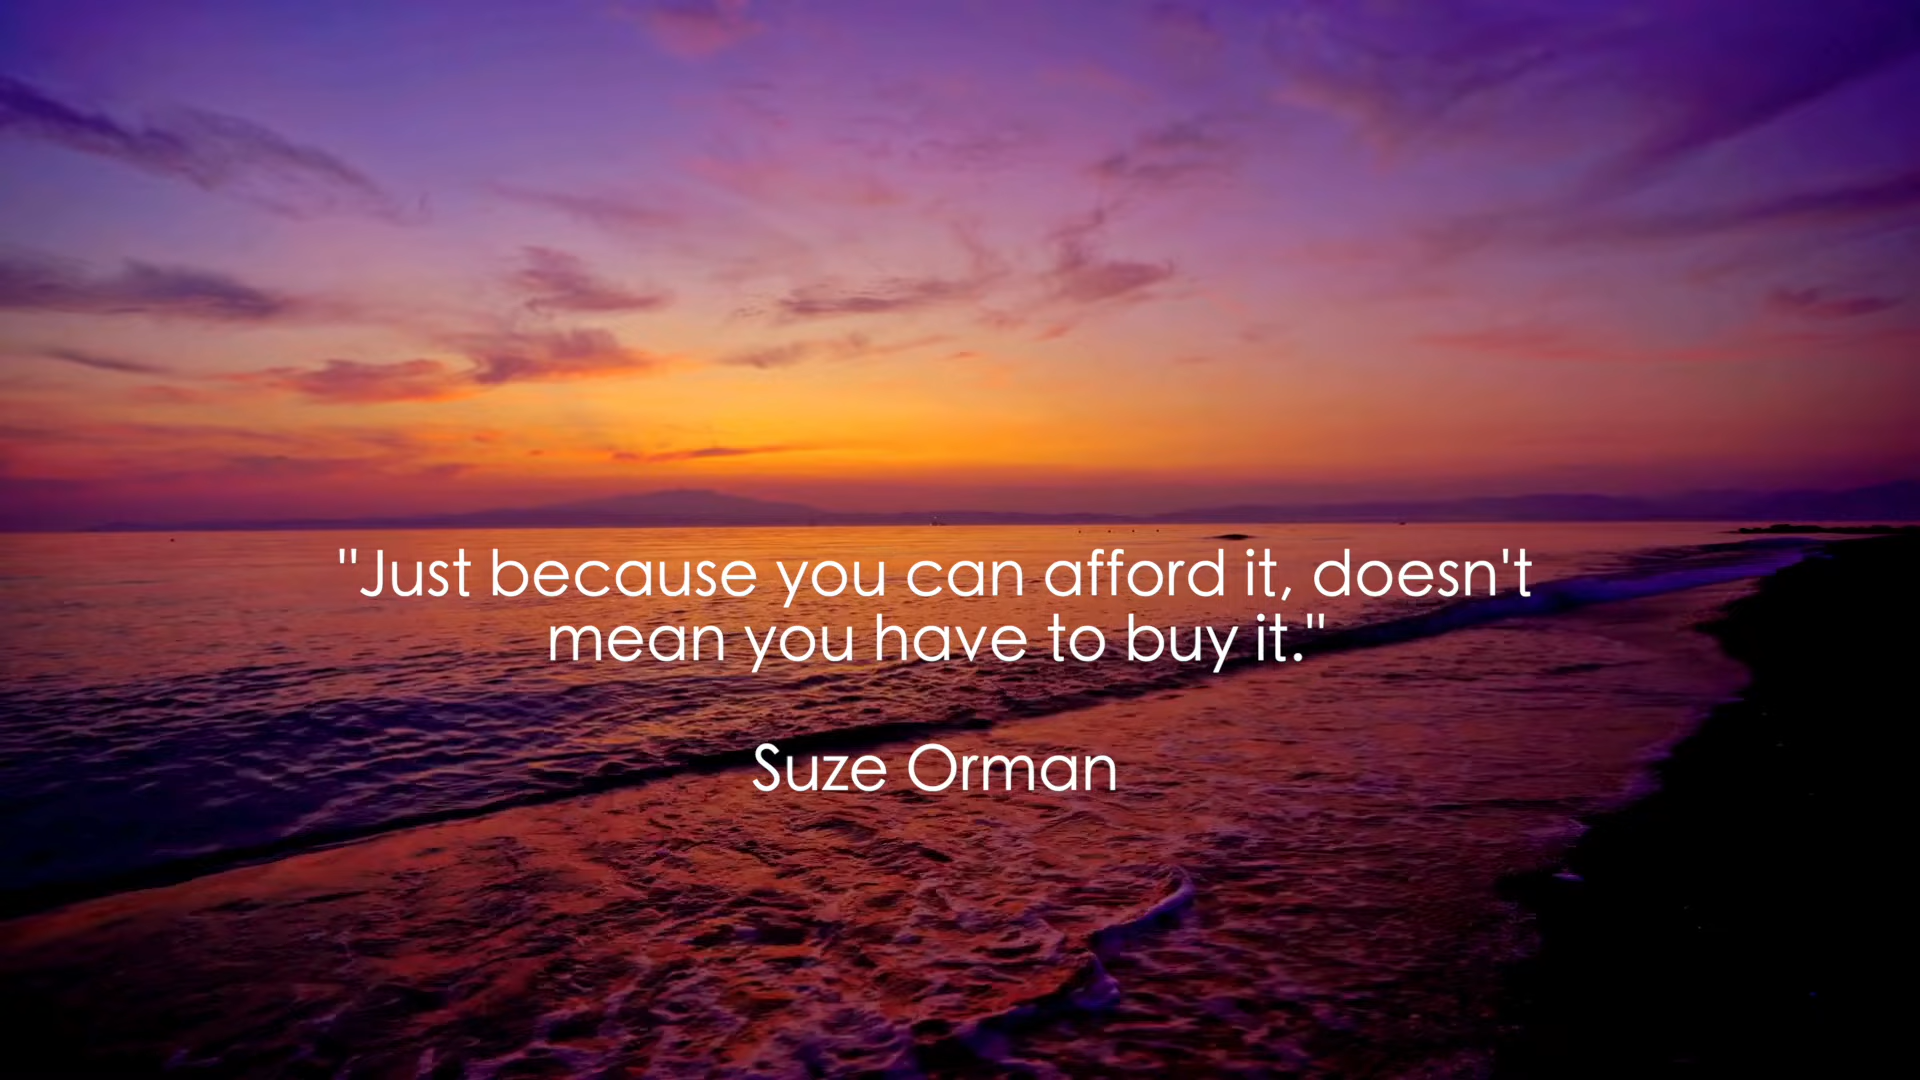 "Just because you can afford it, doesn't
mean you have to buy it."
Suze Orman